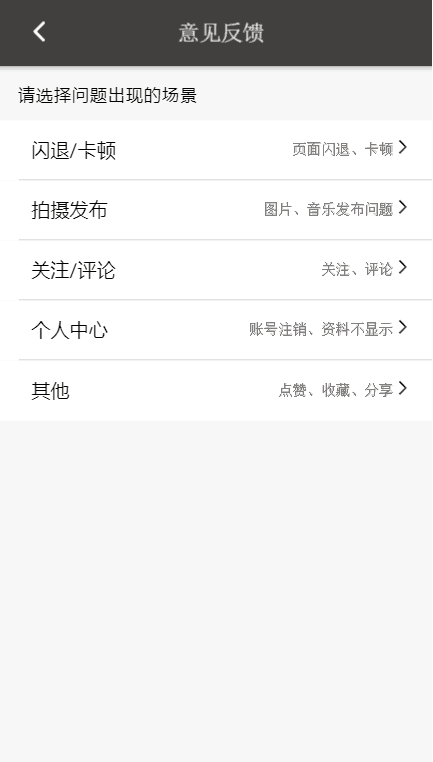 意见反馈
请选择问题出现的场景
闪退/卡顿 页面闪退、卡顿
拍摄发布 图片、音乐发布问题
关注/评论 关注、评论
个人中心 账号注销、资料不显示
其他 点赞、收藏、分享